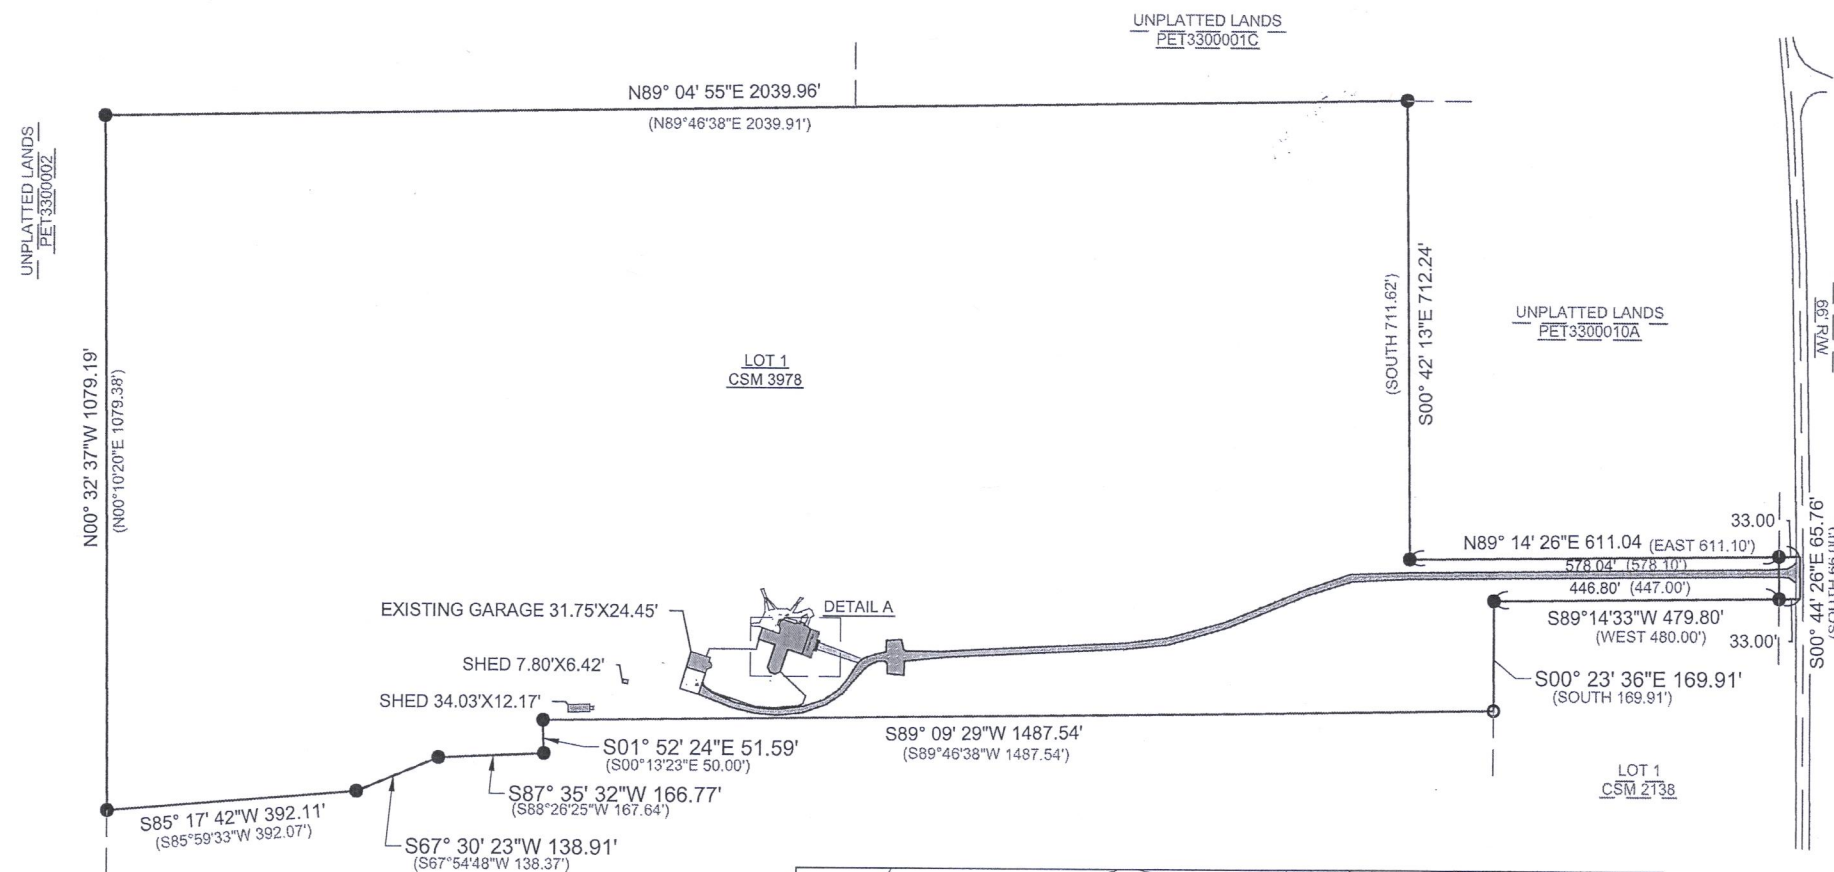 UNPLATTED LANDS
PET3300001C
N89° 04' 55"E 2039.96'
(N89°46'38"E 2039.91')
UNPLATTED LANDS
PET3300002
N00° 32' 37"W 1079.19'
(N00°10'20"E 1079.38')
LOT 1
CSM 3978
(SOUTH 711.62')
S00° 42' 13"E 712.24'
UNPLATTED LANDS
PET3300010A
66' R/W
33.00
N89° 14' 26"E 611.04 (EAST 611.10')
578.04' (578.10')
446.80' (447.00')
S89°14'33"W 479.80'
(WEST 480.00')
33.00'
S00° 44' 26"E 65.76'
(SOUTH 66.00')
EXISTING GARAGE 31.75'X24.45'
DETAIL A
SHED 7.80'X6.42'
SHED 34.03'X12.17'
S00° 23' 36"E 169.91'
(SOUTH 169.91')
S89° 09' 29"W 1487.54'
(S89°46'38"W 1487.54')
S01° 52' 24"E 51.59'
(S00°13'23"E 50.00')
S87° 35' 32"W 166.77'
(S88°26'25"W 167.64')
LOT 1
CSM 2138
S85° 17' 42"W 392.11'
(S85°59'33"W 392.07')
S67° 30' 23"W 138.91'
(S67°54'48"W 138.37')